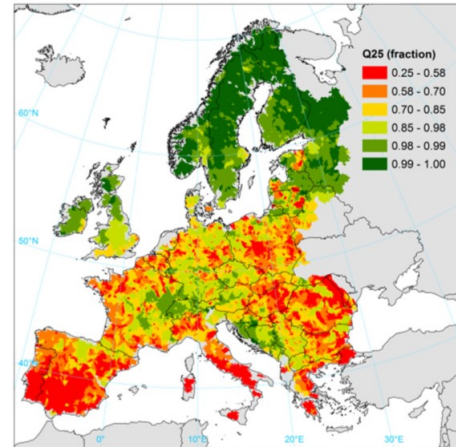 Q25 (fraction)
0.25 - 0.58
0.58 - 0.70
0.70 - 0.85
0.85 - 0.98
0.98 - 0.99
0.99 - 1.00
60°N
50°N
40°N
0°
10°E
20°E
30°E